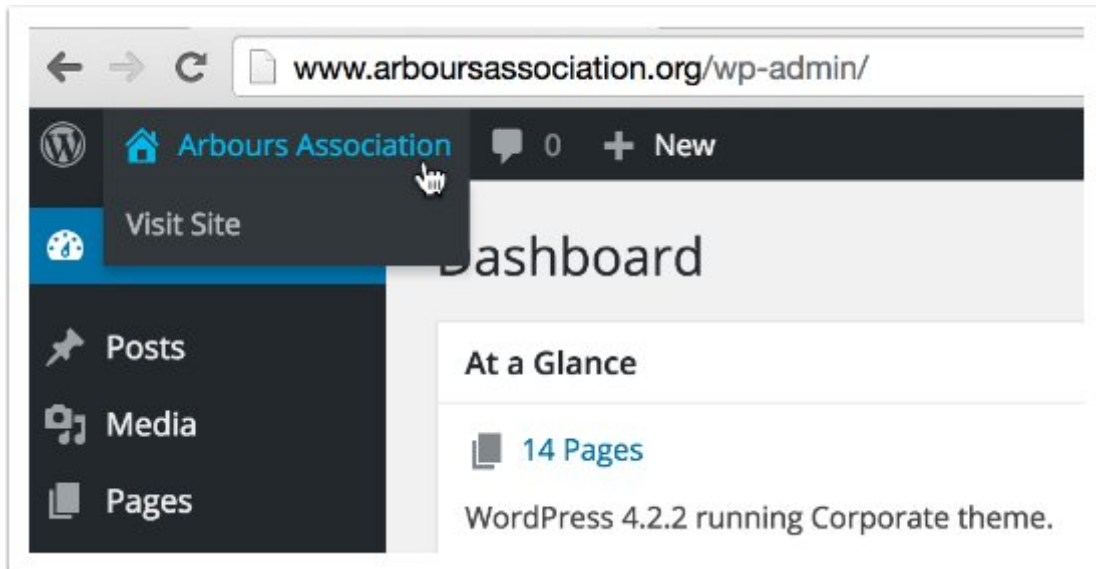 www.arboursassociation.org/wp-admin/
Arbours Association 0 New
Visit Site
Dashboard
Posts
Media
Pages
At a Glance
14 Pages
WordPress 4.2.2 running Corporate theme.